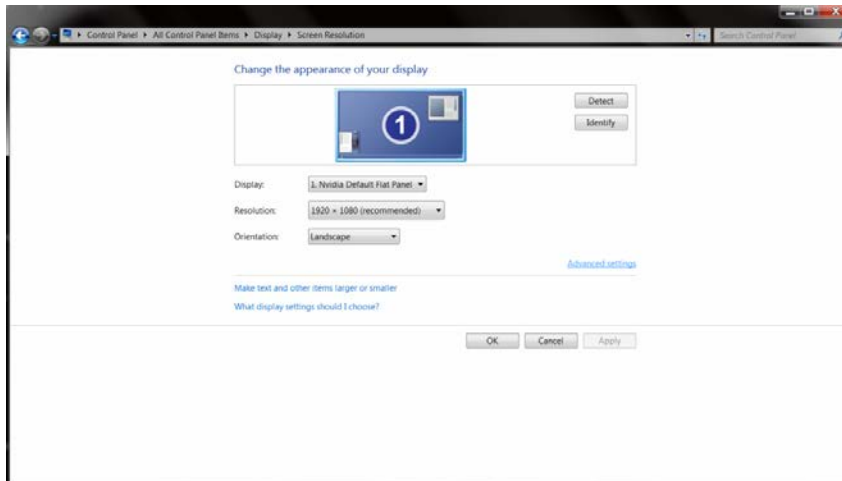 Control Panel ▸ All Control Panel Items ▸ Display ▸ Screen Resolution
Search Control Panel
Change the appearance of your display
1
Detect
Identify
Display: 1. Nvidia Default Flat Panel
Resolution: 1920 × 1080 (recommended)
Orientation: Landscape
Advanced settings
Make text and other items larger or smaller
What display settings should I choose?
OK Cancel Apply